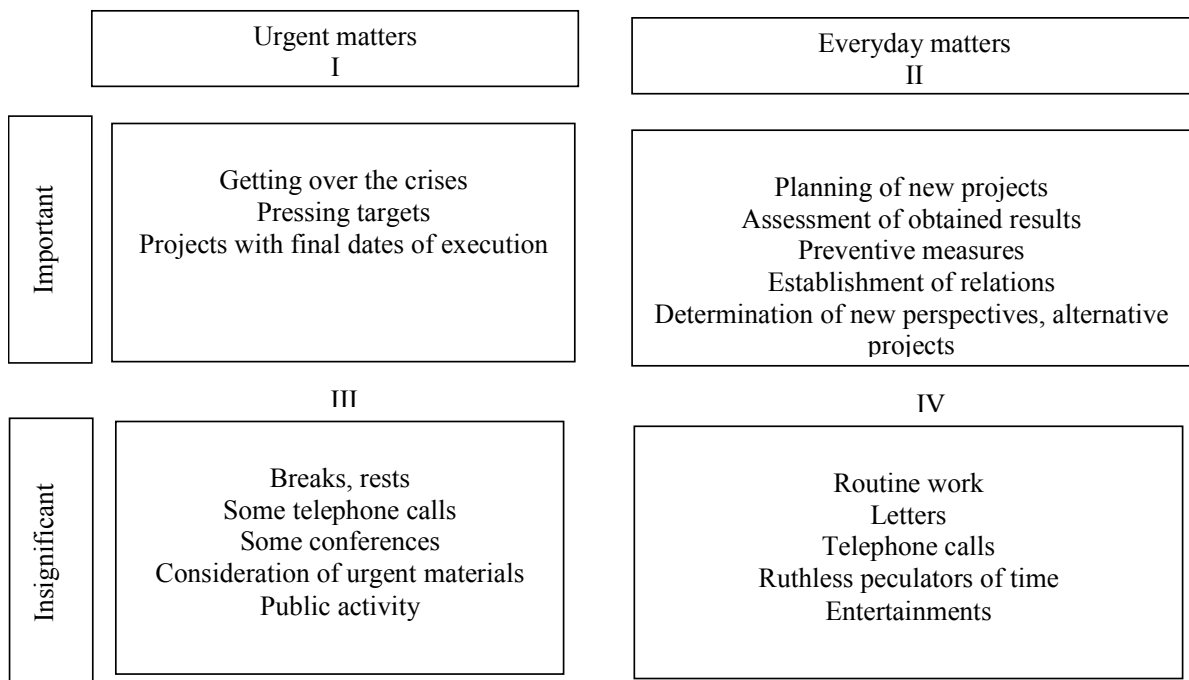 Urgent matters
I
Everyday matters
II
Important
Getting over the crises
Pressing targets
Projects with final dates of execution
Planning of new projects
Assessment of obtained results
Preventive measures
Establishment of relations
Determination of new perspectives, alternative
projects
III
IV
Insignificant
Breaks, rests
Some telephone calls
Some conferences
Consideration of urgent materials
Public activity
Routine work
Letters
Telephone calls
Ruthless peculators of time
Entertainments